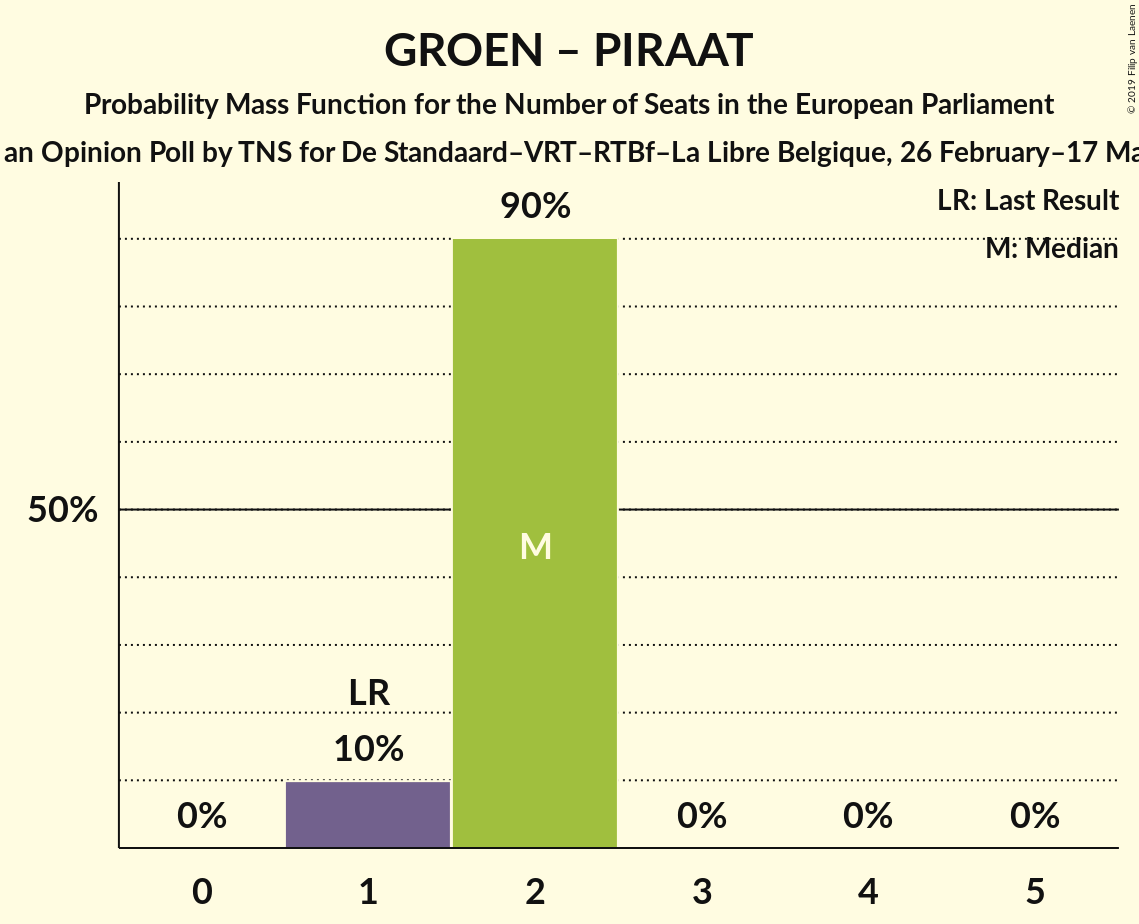 GROEN – PIRAAT
Probability Mass Function for the Number of Seats in the European Parliament
an Opinion Poll by TNS for De Standaard–VRT–RTBf–La Libre Belgique, 26 February–17
© 2019 Filip van Laenen
LR: Last Result
M: Median
90%
50%
M
LR
10%
0%
0%
0%
0%
0 1 2 3 4 5